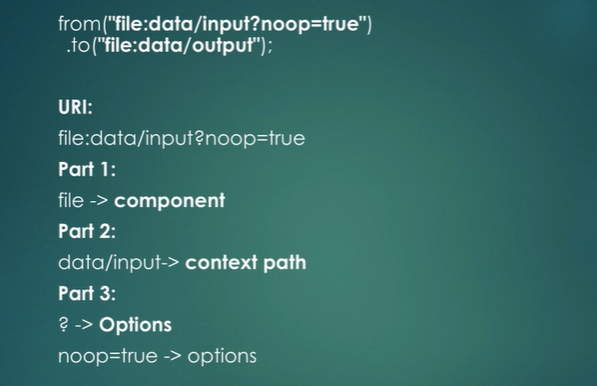 from("file:data/input?noop=true")
.to("file:data/output");
URI:
file:data/input?noop=true
Part 1:
file -> component
Part 2:
data/input-> context path
Part 3:
? -> Options
noop=true -> options